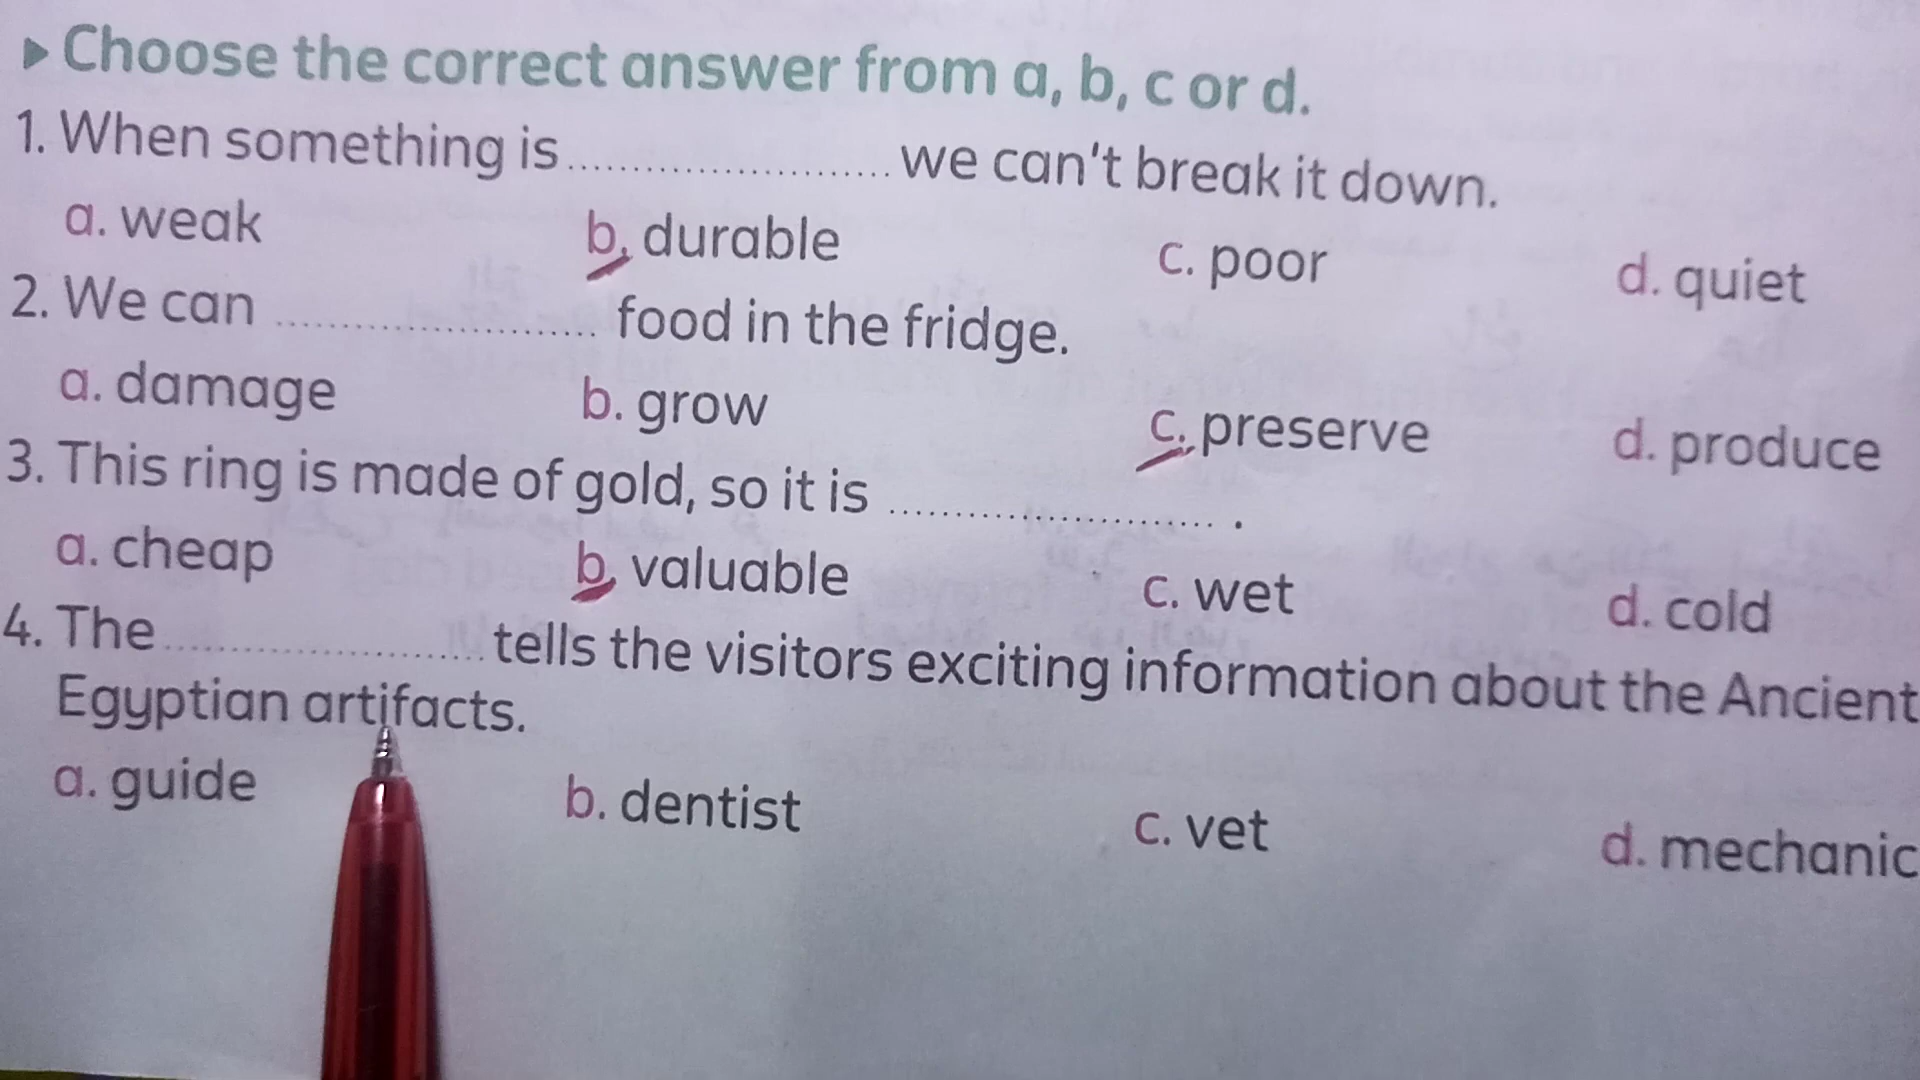 ▶ Choose the correct answer from a, b, c or d.
1. When something is ........................ we can't break it down.
a. weak b. durable c. poor d. quiet
2. We can ........................ food in the fridge.
a. damage b. grow c. preserve d. produce
3. This ring is made of gold, so it is ........................ .
a. cheap b. valuable c. wet d. cold
4. The ........................ tells the visitors exciting information about the Ancient
Egyptian artifacts.
a. guide b. dentist c. vet d. mechanic